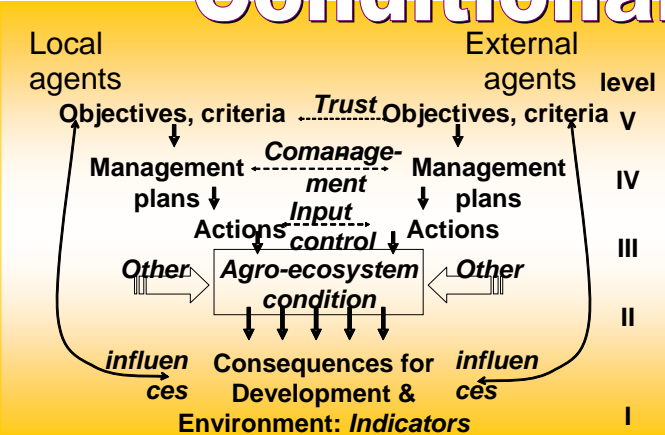 Local
agents
External
agents
level
Objectives, criteria
Trust
Objectives, criteria
V
Management
plans
Comanage-
ment
Management
plans
IV
Actions
Input
control
Actions
III
Other
Agro-ecosystem
condition
Other
II
influen
ces
Consequences for
Development &
Environment: Indicators
influen
ces
I